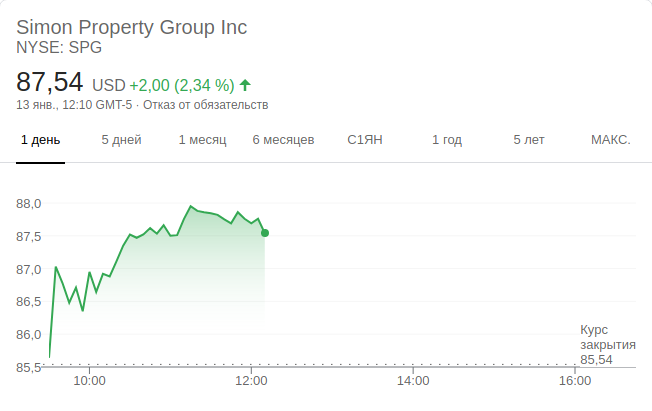 Simon Property Group Inc
NYSE: SPG
87,54 USD +2,00 (2,34 %)
13 янв., 12:10 GMT-5 · Отказ от обязательств
1 день 5 дней 1 месяц 6 месяцев С1ЯН 1 год 5 лет МАКС.
88,0
87,5
87,0
86,5
86,0
Курс
закрытия
85,54
85,5
10:00 12:00 14:00 16:00